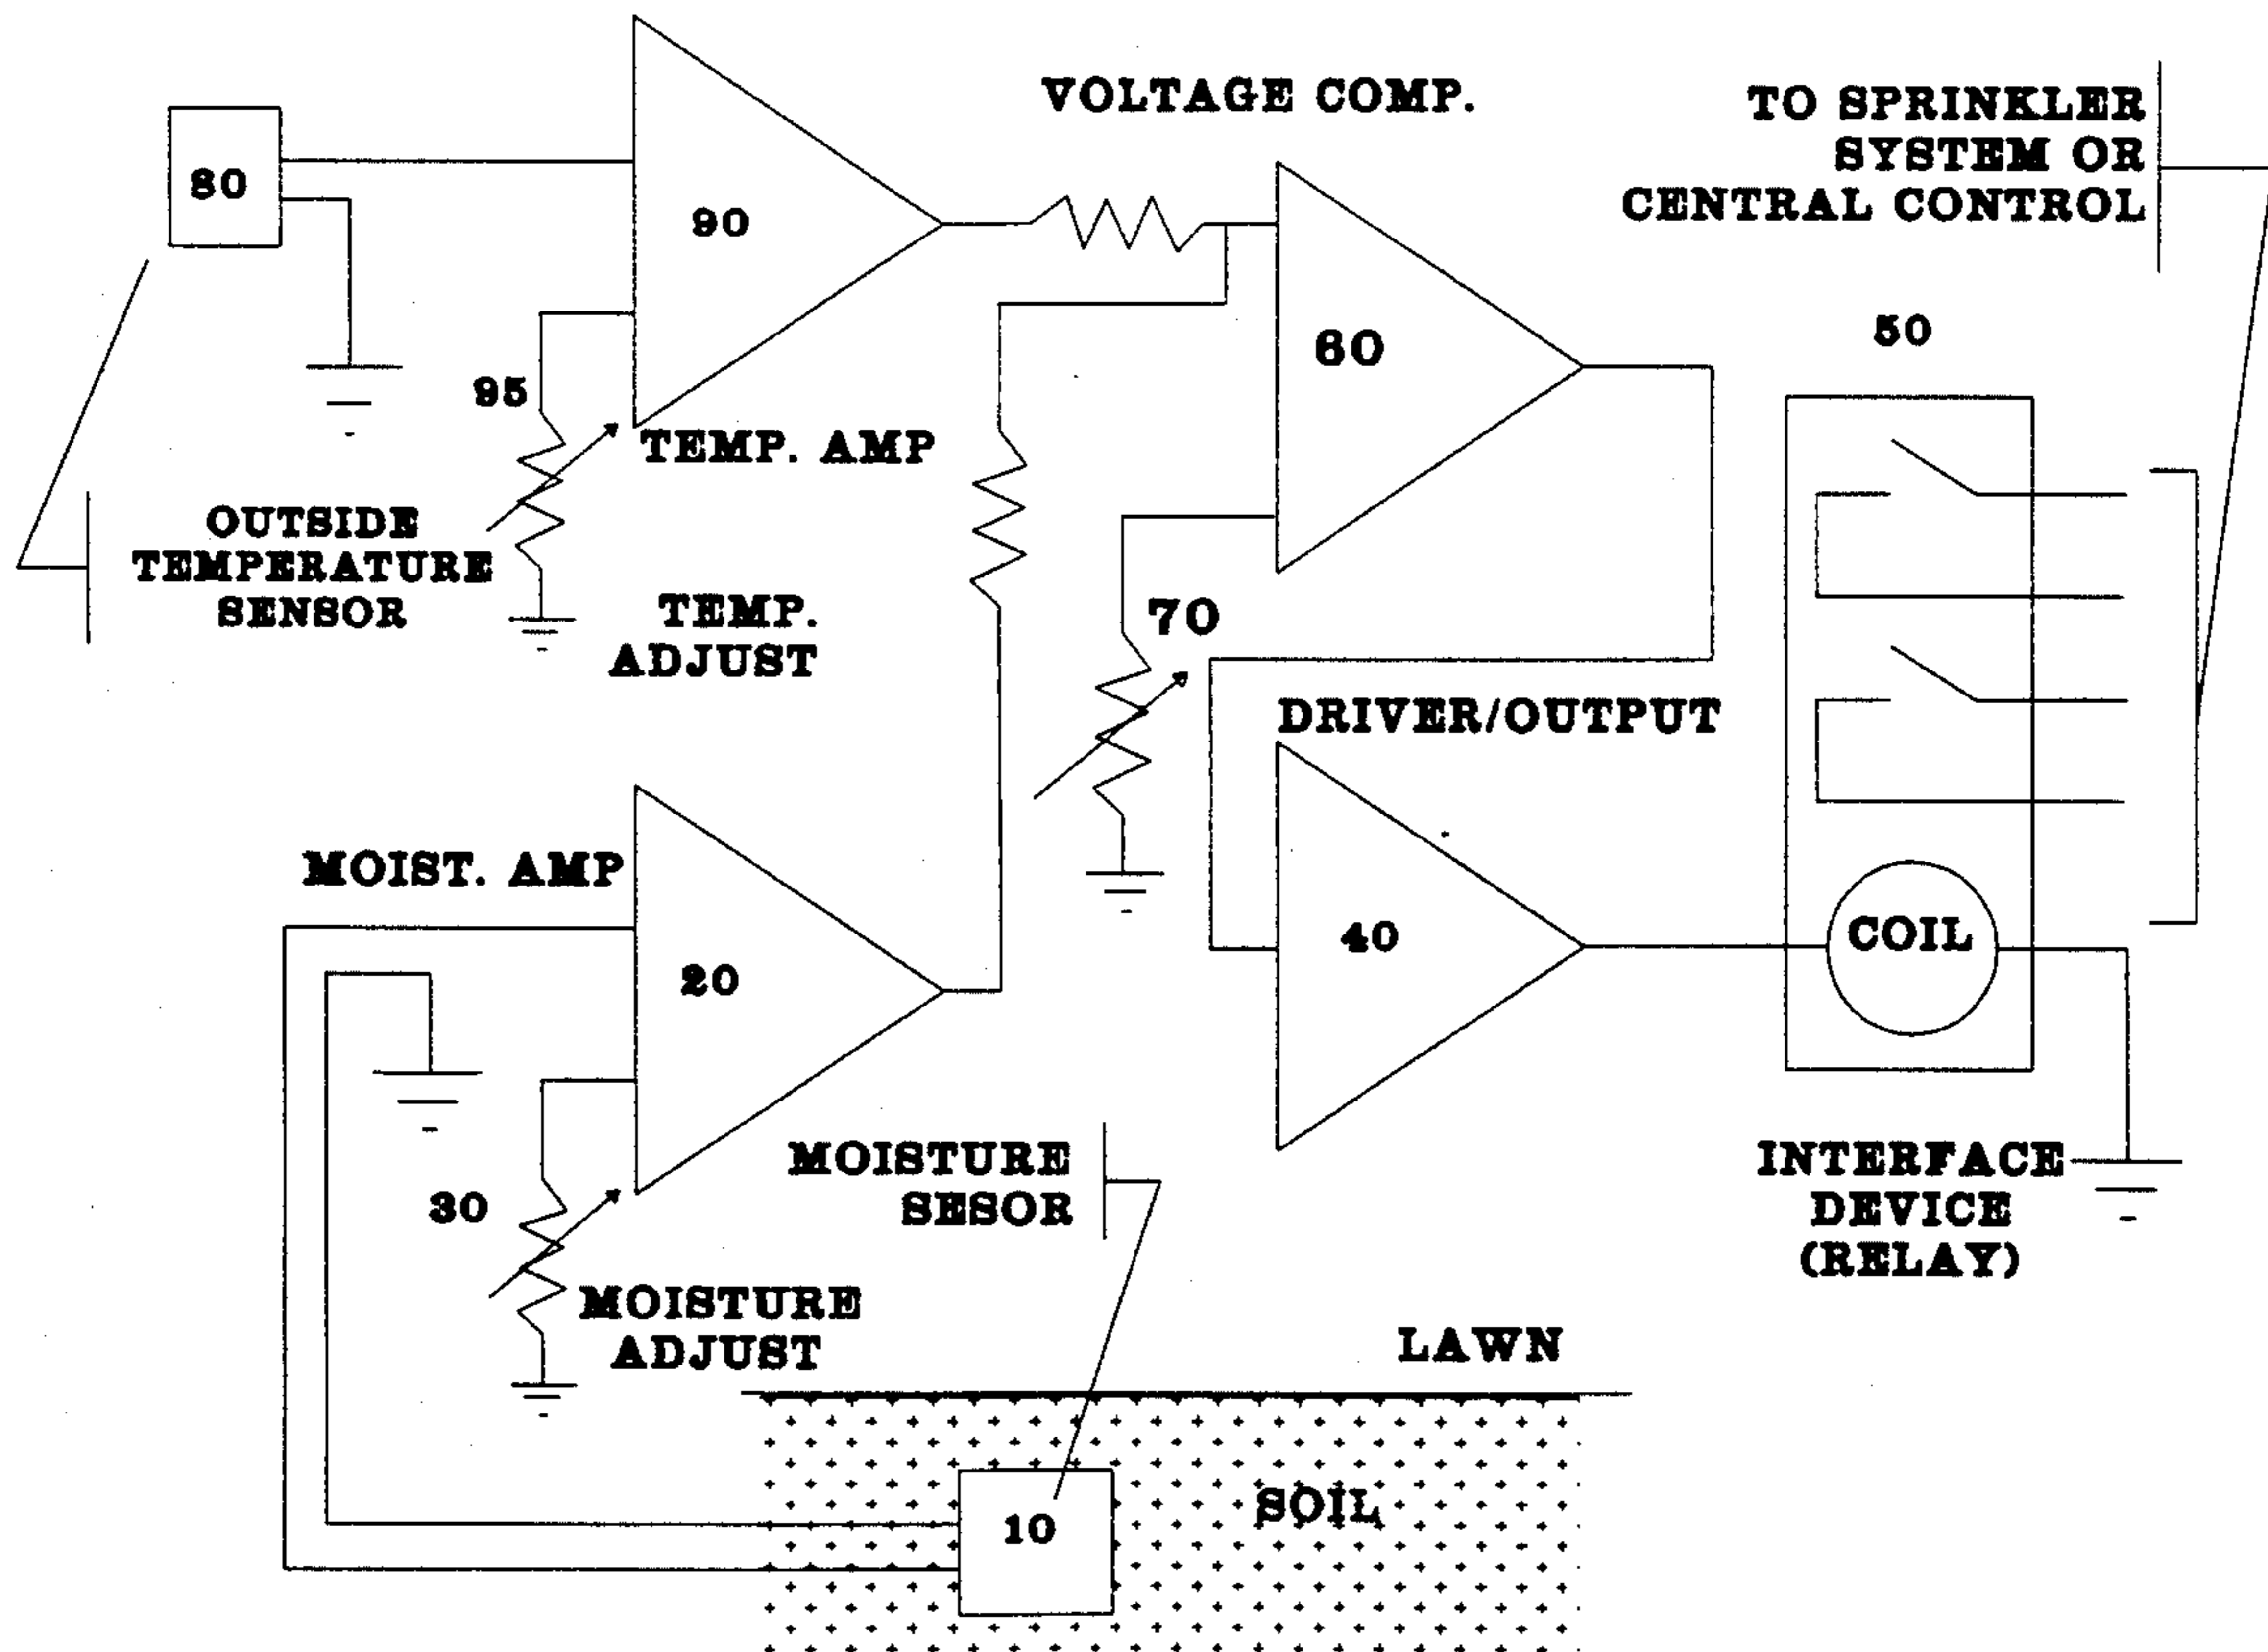 VOLTAGE COMP.
TO SPRINKLER
SYSTEM OR
CENTRAL CONTROL
80
90
60
50
95
TEMP. AMP
OUTSIDE
TEMPERATURE
SENSOR
TEMP.
ADJUST
70
DRIVER/OUTPUT
MOIST. AMP
20
40
COIL
30
MOISTURE
SESOR
INTERFACE
DEVICE
(RELAY)
MOISTURE
ADJUST
LAWN
SOIL
10